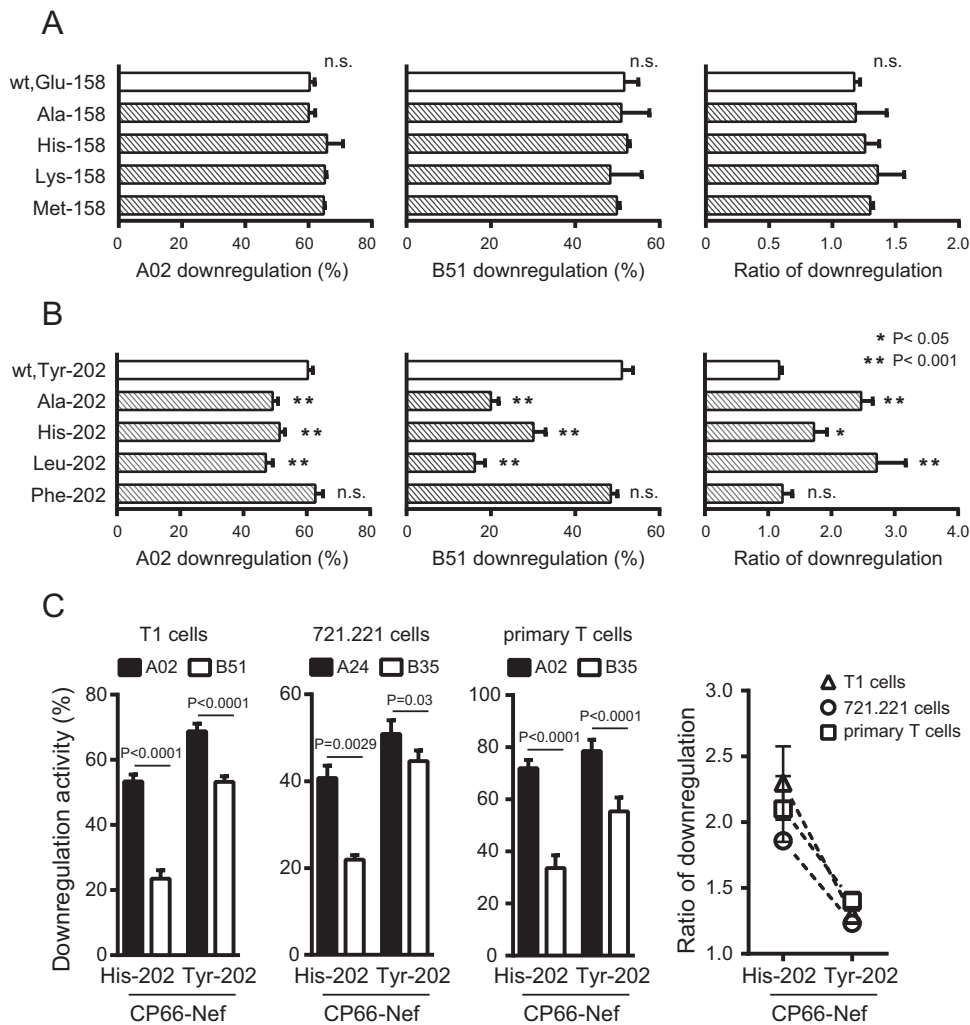 A
wt,Glu-158
Ala-158
His-158
Lys-158
Met-158
n.s.
0 20 40 60 80
A02 downregulation (%)
n.s.
0 20 40 60
B51 downregulation (%)
n.s.
0 0.5 1.0 1.5 2.0
Ratio of downregulation
B
wt,Tyr-202
Ala-202
His-202
Leu-202
Phe-202
**
**
**
n.s.
0 20 40 60 80
A02 downregulation (%)
**
**
**
n.s.
0 20 40 60
B51 downregulation (%)
* P< 0.05
** P< 0.001
**
*
**
n.s.
0 1.0 2.0 3.0 4.0
Ratio of downregulation
C
T1 cells
A02 B51
Downregulation activity (%)
80
60
40
20
0
P<0.0001
P<0.0001
His-202 Tyr-202
CP66-Nef
721.221 cells
A24 B35
60
40
20
0
P=0.0029
P=0.03
His-202 Tyr-202
CP66-Nef
primary T cells
A02 B35
100
80
60
40
20
0
P<0.0001
P<0.0001
His-202 Tyr-202
CP66-Nef
T1 cells
721.221 cells
primary T cells
Ratio of downregulation
3.0
2.5
2.0
1.5
1.0
His-202 Tyr-202
CP66-Nef